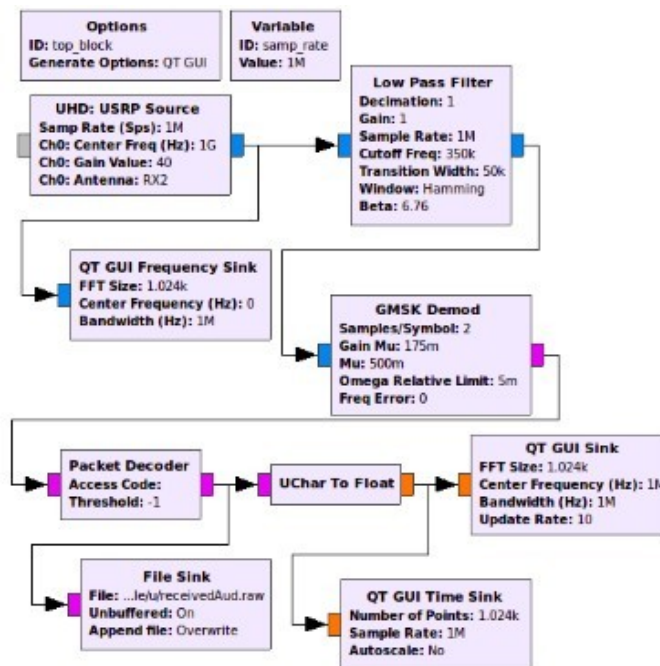 Options
ID: top_block
Generate Options: QT GUI
Variable
ID: samp_rate
Value: 1M
UHD: USRP Source
Samp Rate (Sps): 1M
Ch0: Center Freq (Hz): 1G
Ch0: Gain Value: 40
Ch0: Antenna: RX2
Low Pass Filter
Decimation: 1
Gain: 1
Sample Rate: 1M
Cutoff Freq: 350k
Transition Width: 50k
Window: Hamming
Beta: 6.76
QT GUI Frequency Sink
FFT Size: 1.024k
Center Frequency (Hz): 0
Bandwidth (Hz): 1M
GMSK Demod
Samples/Symbol: 2
Gain Mu: 175m
Mu: 500m
Omega Relative Limit: 5m
Freq Error: 0
Packet Decoder
Access Code:
Threshold: -1
UChar To Float
QT GUI Sink
FFT Size: 1.024k
Center Frequency (Hz): 1M
Bandwidth (Hz): 1M
Update Rate: 10
File Sink
File: ...le/u/receivedAud.raw
Unbuffered: On
Append file: Overwrite
QT GUI Time Sink
Number of Points: 1.024k
Sample Rate: 1M
Autoscale: No